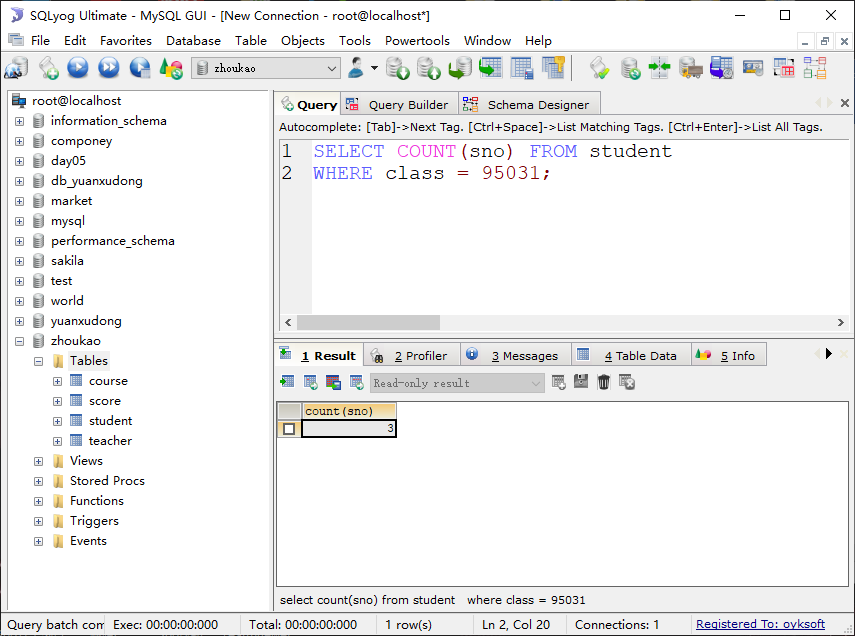 SQLyog Ultimate - MySQL GUI - [New Connection - root@localhost*]
File Edit Favorites Database Table Objects Tools Powertools Window Help
zhoukao
root@localhost
information_schema
componey
day05
db_yuanxudong
market
mysql
performance_schema
sakila
test
world
yuanxudong
zhoukao
Tables
course
score
student
teacher
Views
Stored Procs
Functions
Triggers
Events
Query Query Builder Schema Designer
Autocomplete: [Tab]->Next Tag. [Ctrl+Space]->List Matching Tags. [Ctrl+Enter]->List All Tags.
1 SELECT COUNT(sno) FROM student
2 WHERE class = 95031;
1 Result 2 Profiler 3 Messages 4 Table Data 5 Info
Read-only result
count(sno)
3
select count(sno) from student where class = 95031
Query batch com Exec: 00:00:00:000 Total: 00:00:00:000 1 row(s) Ln 2, Col 20 Connections: 1 Registered To: oyksoft